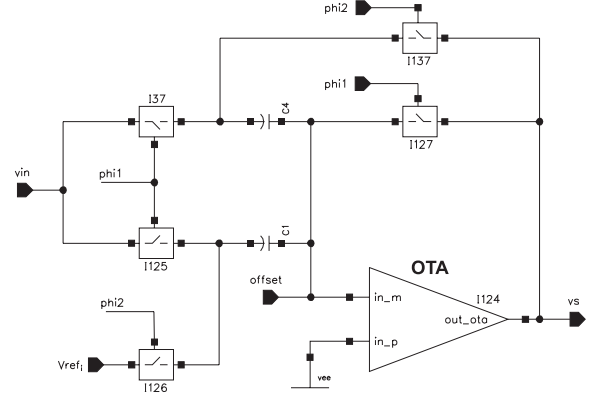 phi2
I137
phi1
I37
C4
I127
vin
phi1
I125
C1
offset
OTA
I124
in_m
out_ota
vs
in_p
phi2
Vrefi
vee
I126